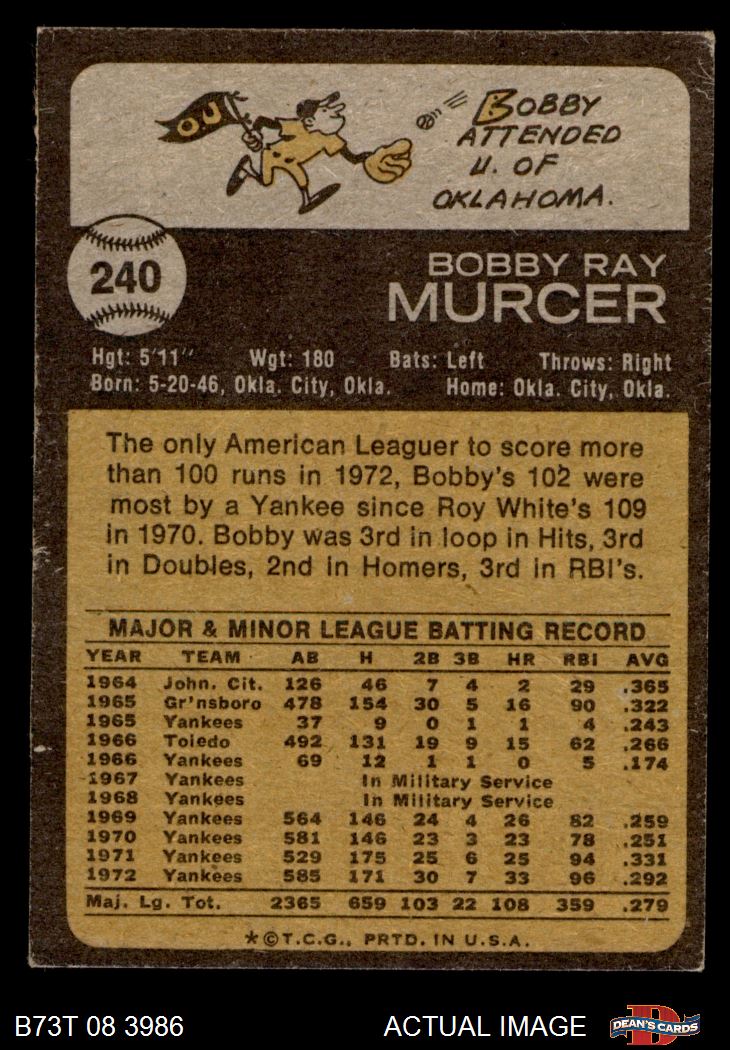 OU
BOBBY
ATTENDED
U. OF
OKLAHOMA.
240
BOBBY RAY
MURCER
Hgt: 5'11" Wgt: 180 Bats: Left Throws: Right
Born: 5-20-46, Okla. City, Okla. Home: Okla. City, Okla.
The only American Leaguer to score more
than 100 runs in 1972, Bobby's 102 were
most by a Yankee since Roy White's 109
in 1970. Bobby was 3rd in loop in Hits, 3rd
in Doubles, 2nd in Homers, 3rd in RBI's.
MAJOR & MINOR LEAGUE BATTING RECORD
YEAR TEAM AB H 2B 3B HR RBI AVG
1964 John. Cit. 126 46 7 4 2 29 .365
1965 Gr'nsboro 478 154 30 5 16 90 .322
1965 Yankees 37 9 0 1 1 4 .243
1966 Toledo 492 131 19 9 15 62 .266
1966 Yankees 69 12 1 1 0 5 .174
1967 Yankees In Military Service
1968 Yankees In Military Service
1969 Yankees 564 146 24 4 26 82 .259
1970 Yankees 581 146 23 3 23 78 .251
1971 Yankees 529 175 25 6 25 94 .331
1972 Yankees 585 171 30 7 33 96 .292
Maj. Lg. Tot. 2365 659 103 22 108 359 .279
*©T.C.G., PRTD. IN U.S.A.
B73T 08 3986 ACTUAL IMAGE
D
DEAN'S CARDS